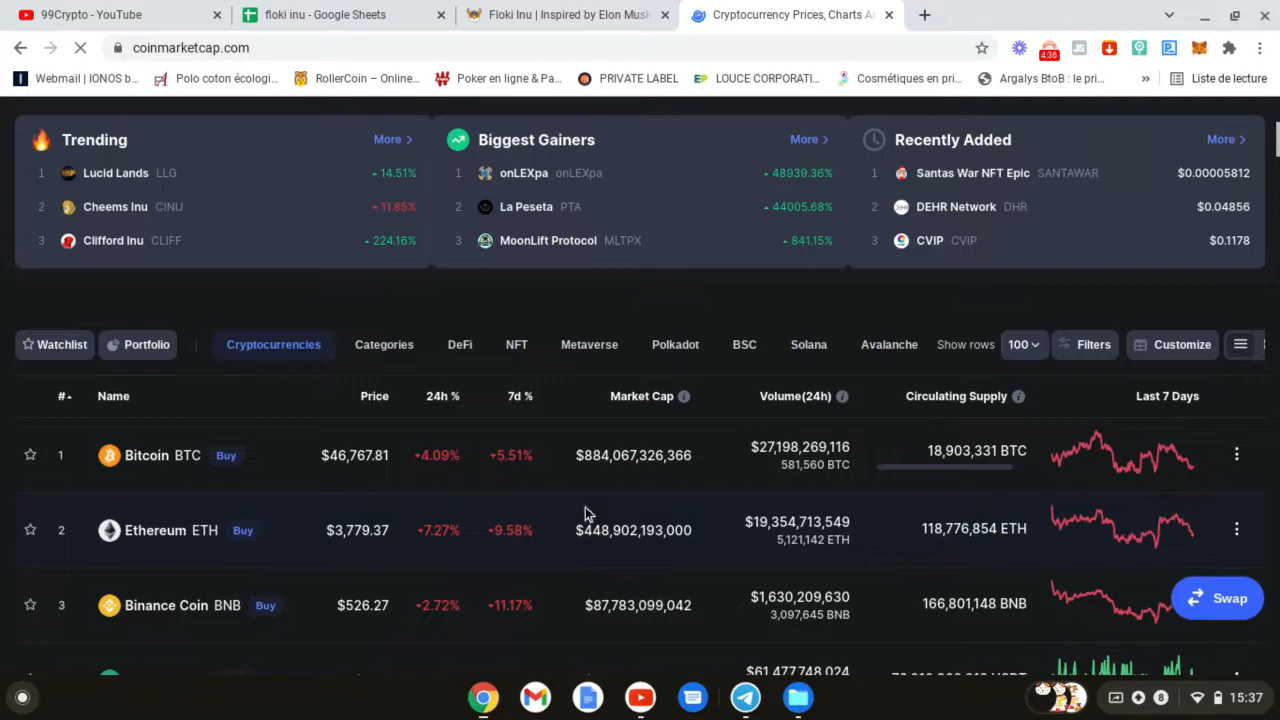 99Crypto - YouTube
floki inu - Google Sheets
Floki Inu | Inspired by Elon Musk
Cryptocurrency Prices, Charts A
coinmarketcap.com
4:36
JS
Webmail | IONOS b...
Polo coton écologi...
RollerCoin – Online...
Poker en ligne & Pa...
PRIVATE LABEL
EP LOUCE CORPORATI...
Cosmétiques en pri...
Argalys BtoB : le pri...
»
Liste de lecture
Trending
More >
1 Lucid Lands LLG 14.51%
2 Cheems Inu CINU 11.85%
3 Clifford Inu CLIFF 224.16%
Biggest Gainers
More >
1 onLEXpa onLEXpa 48939.36%
2 La Peseta PTA 44005.68%
3 MoonLift Protocol MLTPX 841.15%
Recently Added
More >
1 Santas War NFT Epic SANTAWAR $0.00005812
2 DEHR Network DHR $0.04856
3 CVIP CVIP $0.1178
Watchlist Portfolio Cryptocurrencies Categories DeFi NFT Metaverse Polkadot BSC Solana Avalanche Show rows 100 Filters Customize
# Name Price 24h % 7d % Market Cap Volume(24h) Circulating Supply Last 7 Days
1 Bitcoin BTC Buy $46,767.81 4.09% 5.51% $884,067,326,366 $27,198,269,116 18,903,331 BTC
581,560 BTC
2 Ethereum ETH Buy $3,779.37 7.27% 9.58% $448,902,193,000 $19,354,713,549 118,776,854 ETH
5,121,142 ETH
3 Binance Coin BNB Buy $526.27 2.72% 11.17% $87,783,099,042 $1,630,209,630 166,801,148 BNB
3,097,645 BNB
Swap
$61,477,748,024
8
15:37